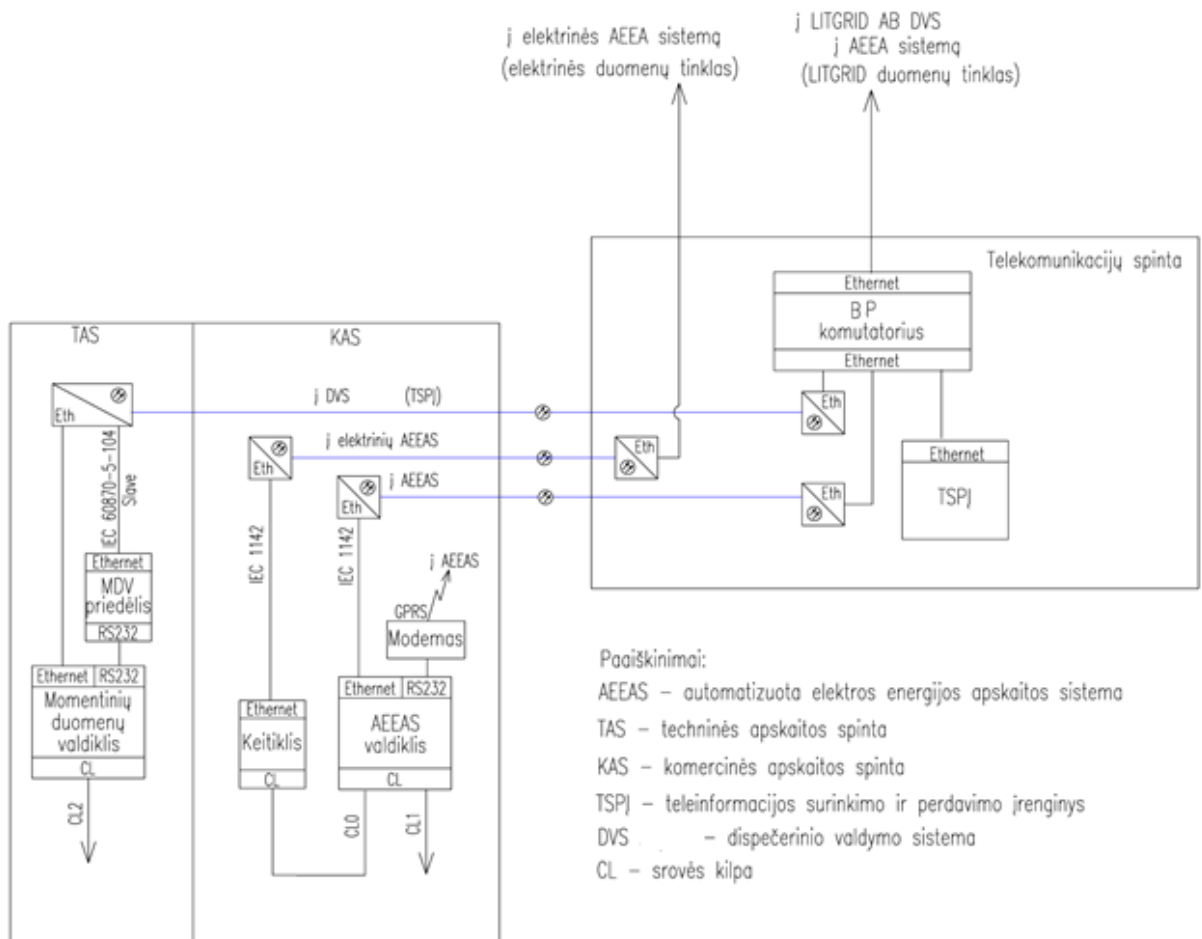 į elektrinės AEEA sistemą
(elektrinės duomenų tinklas)
į LITGRID AB DVS
į AEEA sistemą
(LITGRID duomenų tinklas)
Telekomunikacijų spinta
Ethernet
BP
komutatorius
Ethernet
TAS
KAS
Eth
į DVS (TSPĮ)
Eth
į elektrinių AEEAS
Eth
Eth
Eth
į AEEAS
Eth
Ethernet
TSPĮ
IEC 60870-5-104
Slave
IEC 1142
IEC 1142
Ethernet
MDV
priedėlis
RS232
į AEEAS
GPRS
Modemas
Ethernet RS232
Momentinių
duomenų
valdiklis
CL
Ethernet
Keitiklis
CL
Ethernet RS232
AEEAS
valdiklis
CL
CL2
CL0
CL1
Paaiškinimai:
AEEAS – automatizuota elektros energijos apskaitos sistema
TAS – techninės apskaitos spinta
KAS – komercinės apskaitos spinta
TSPĮ – teleinformacijos surinkimo ir perdavimo įrenginys
DVS – dispečerinio valdymo sistema
CL – srovės kilpa